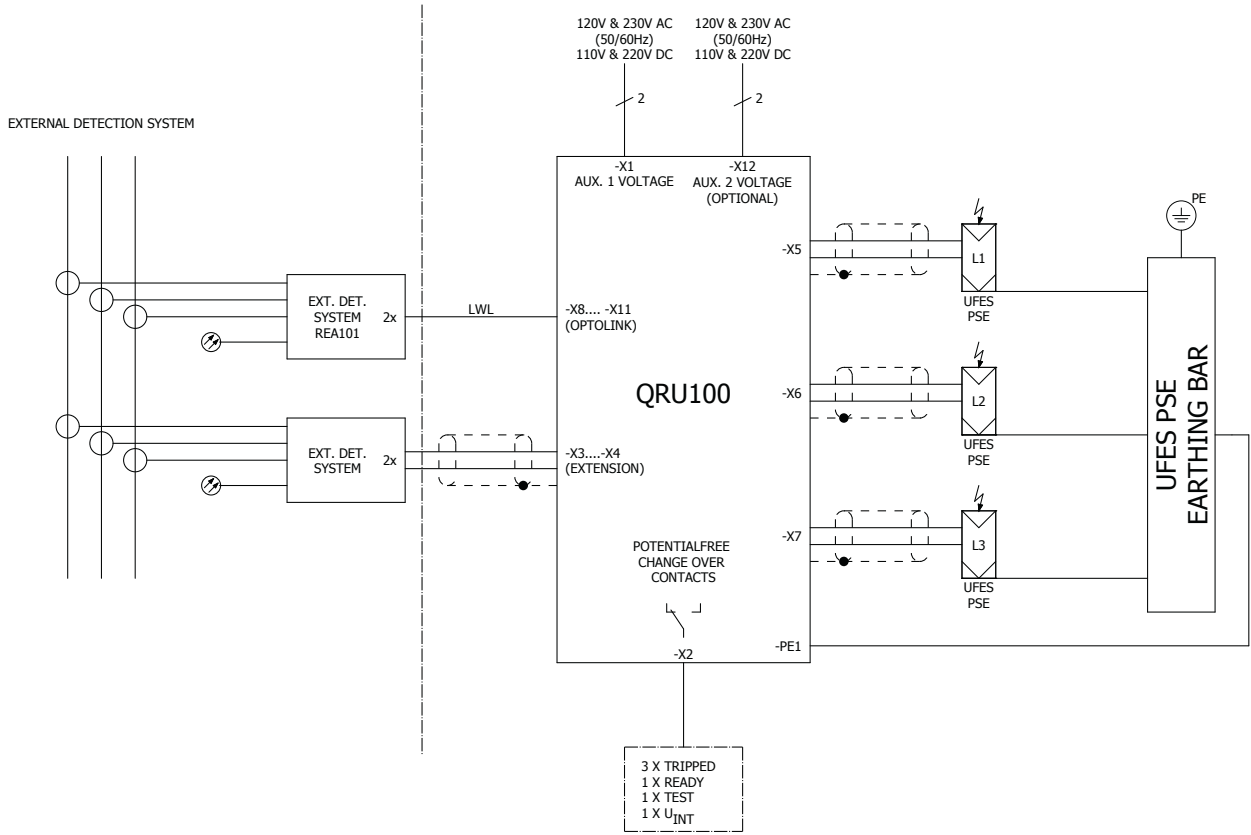 120V & 230V AC
(50/60Hz)
110V & 220V DC
120V & 230V AC
(50/60Hz)
110V & 220V DC
2
2
EXTERNAL DETECTION SYSTEM
-X1
AUX. 1 VOLTAGE
-X12
AUX. 2 VOLTAGE
(OPTIONAL)
PE
-X5
L1
UFES
PSE
EXT. DET.
SYSTEM
REA101
2x
LWL
-X8.... -X11
(OPTOLINK)
QRU100
-X6
L2
UFES
PSE
UFES PSE
EARTHING BAR
EXT. DET.
SYSTEM
2x
-X3....-X4
(EXTENSION)
-X7
L3
UFES
PSE
POTENTIALFREE
CHANGE OVER
CONTACTS
-X2
-PE1
3 X TRIPPED
1 X READY
1 X TEST
1 X UINT